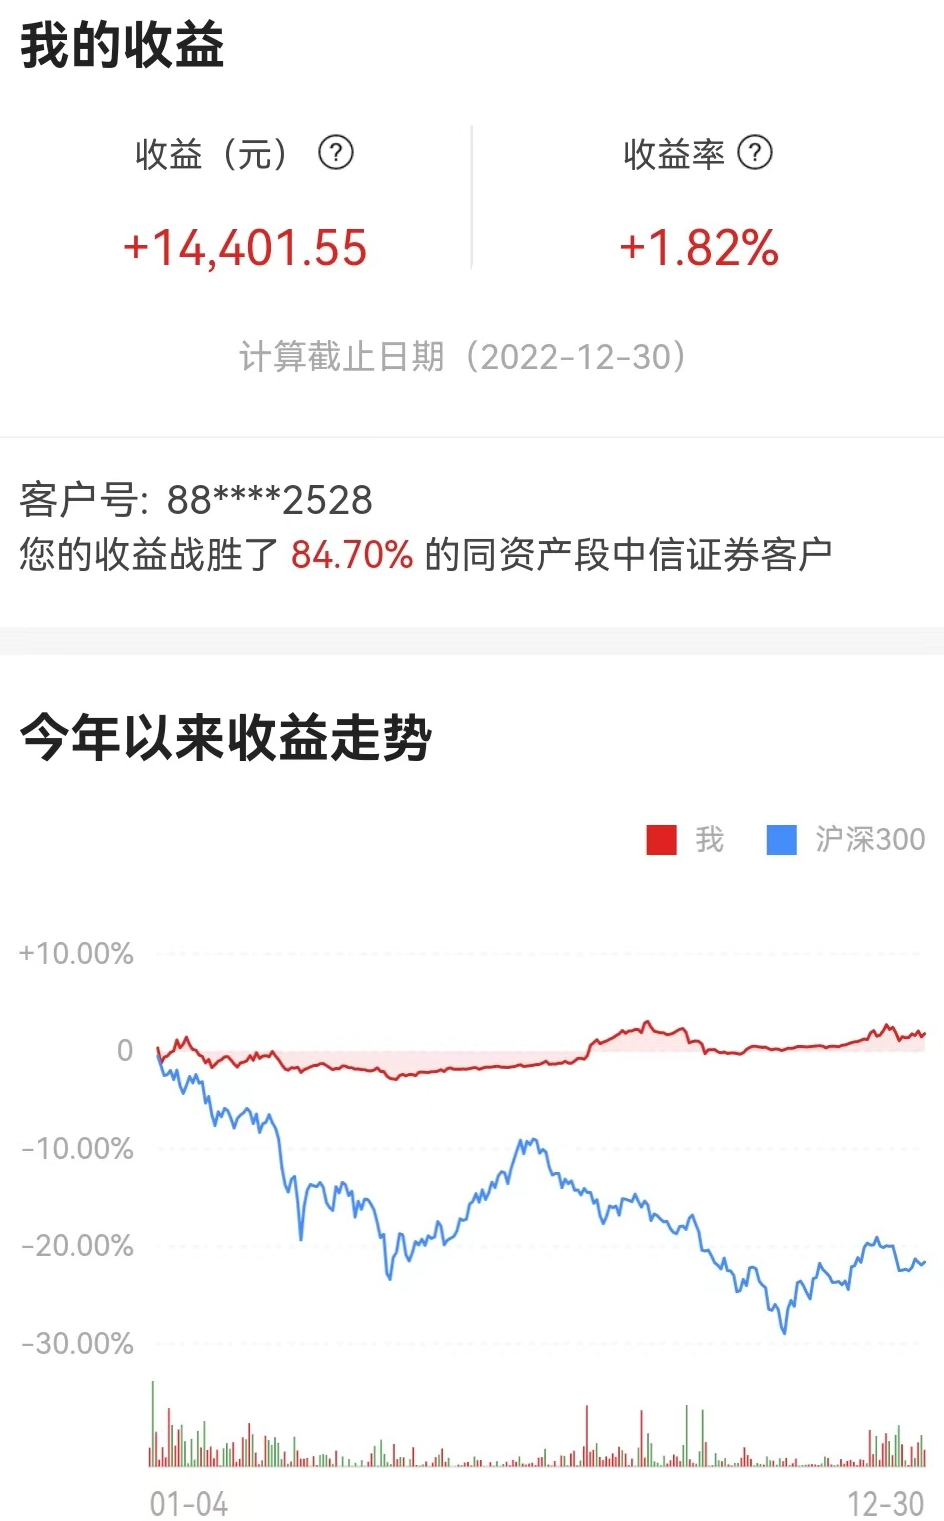 我的收益
收益（元） ?
收益率 ?
+14,401.55
+1.82%
计算截止日期（2022-12-30）
客户号: 88****2528
您的收益战胜了 84.70% 的同资产段中信证券客户
今年以来收益走势
我
沪深300
+10.00%
0
-10.00%
-20.00%
-30.00%
01-04
12-30